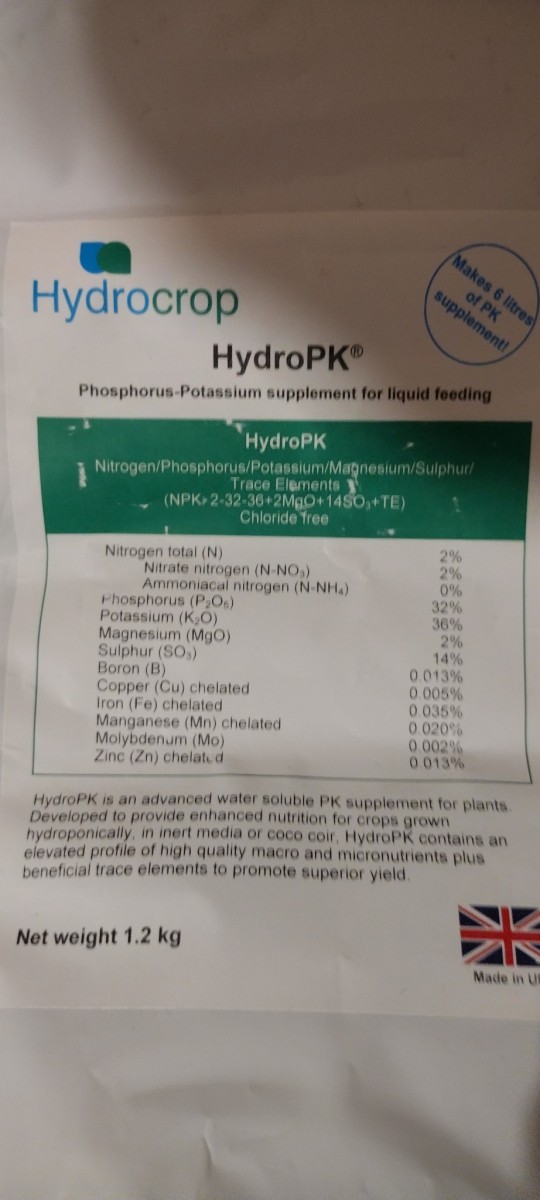 Hydrocrop
Makes 6 litres
of PK
supplement!
HydroPK®
Phosphorus-Potassium supplement for liquid feeding
HydroPK
Nitrogen/Phosphorus/Potassium/Magnesium/Sulphur/
Trace Elements
(NPK 2-32-36+2MgO+14SO₃+TE)
Chloride free
Nitrogen total (N) 2%
Nitrate nitrogen (N-NO₃) 2%
Ammoniacal nitrogen (N-NH₄) 0%
Phosphorus (P₂O₅) 32%
Potassium (K₂O) 36%
Magnesium (MgO) 2%
Sulphur (SO₃) 14%
Boron (B) 0.013%
Copper (Cu) chelated 0.005%
Iron (Fe) chelated 0.035%
Manganese (Mn) chelated 0.020%
Molybdenum (Mo) 0.002%
Zinc (Zn) chelated 0.013%
HydroPK is an advanced water soluble PK supplement for plants.
Developed to provide enhanced nutrition for crops grown
hydroponically, in inert media or coco coir, HydroPK contains an
elevated profile of high quality macro and micronutrients plus
beneficial trace elements to promote superior yield.
Net weight 1.2 kg
Made in U